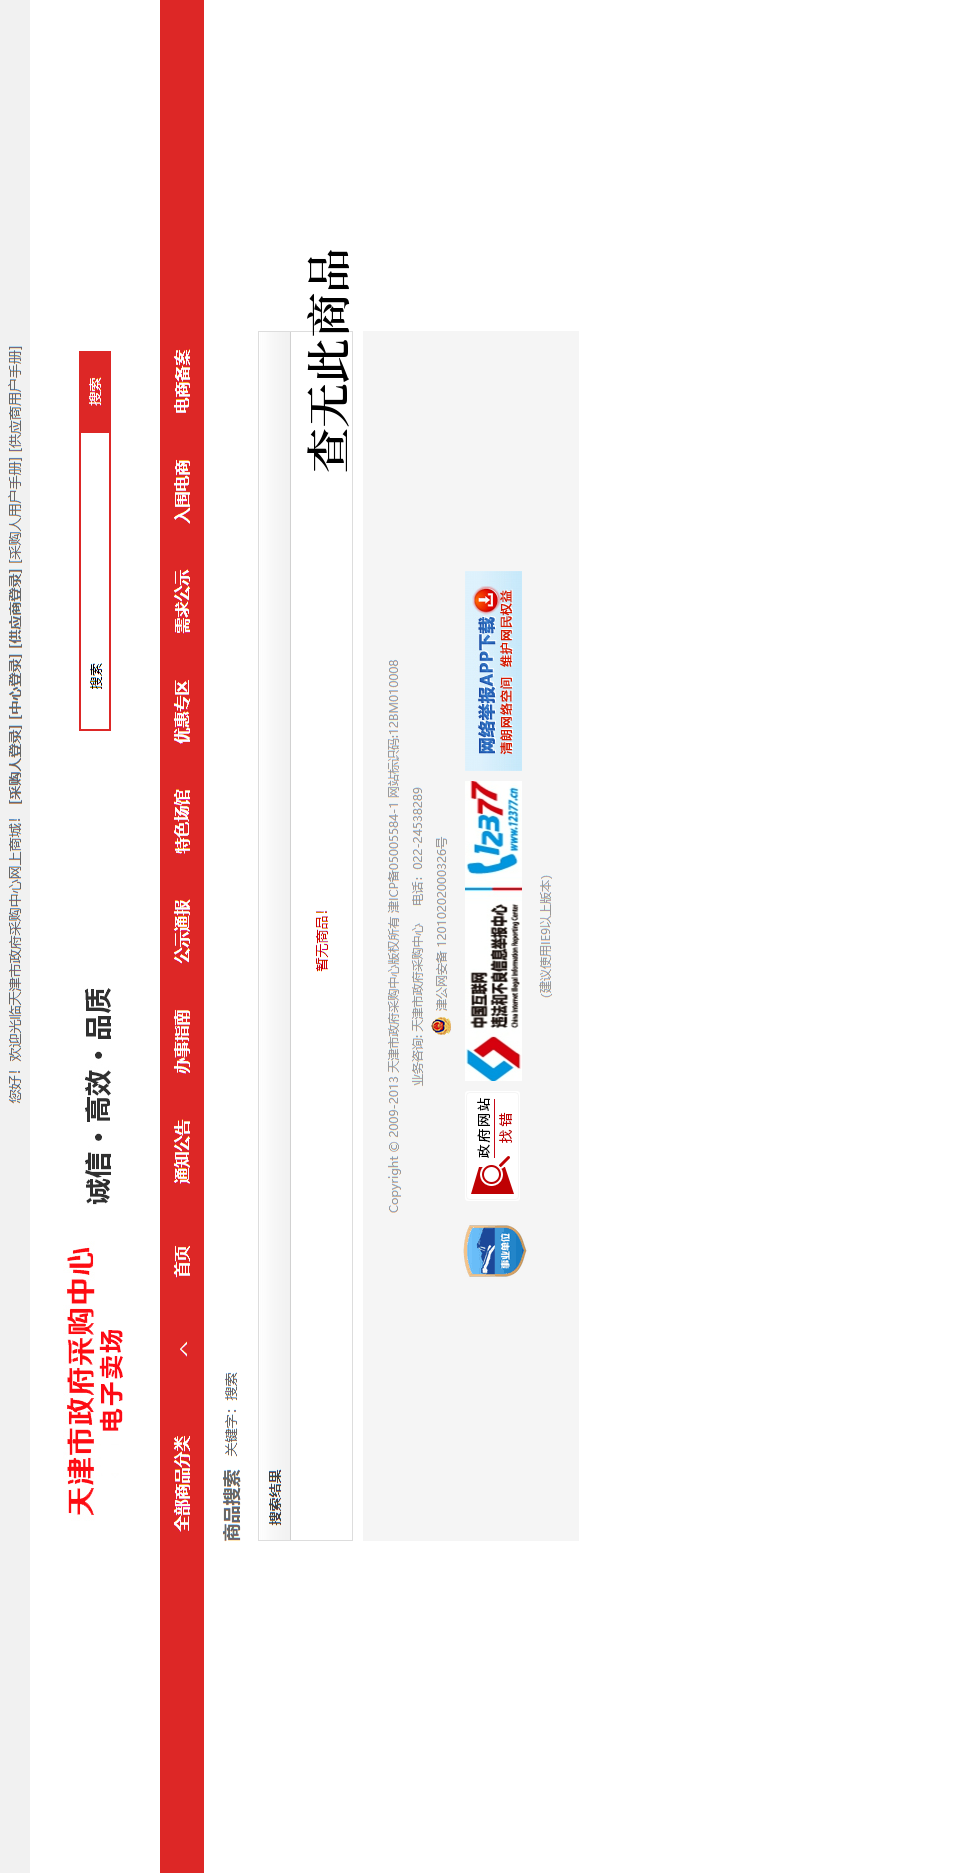 您好！欢迎光临天津市政府采购中心网上商城！ [采购人登录] [中心登录] [供应商登录] [采购人用户手册] [供应商用户手册]
天津市政府采购中心
电子卖场
诚信·高效·品质
搜索 搜索
全部商品分类 首页 通知公告 办事指南 公示通报 特色场馆 优惠专区 需求公示 入围电商 电商备案
商品搜索 关键字：搜索
搜索结果
暂无商品！
查无此商品
Copyright © 2009-2013 天津市政府采购中心版权所有 津ICP备05005584-1 网站标识码:12BM010008
业务咨询: 天津市政府采购中心 电话：022-24538289
津公网安备 12010202000326号
事业单位
政府网站
找错
中国互联网
违法和不良信息举报中心
China Internet Illegal Information Reporting Center
12377
www.12377.cn
网络举报APP下载
清朗网络空间 维护网民权益
(建议使用IE9以上版本)